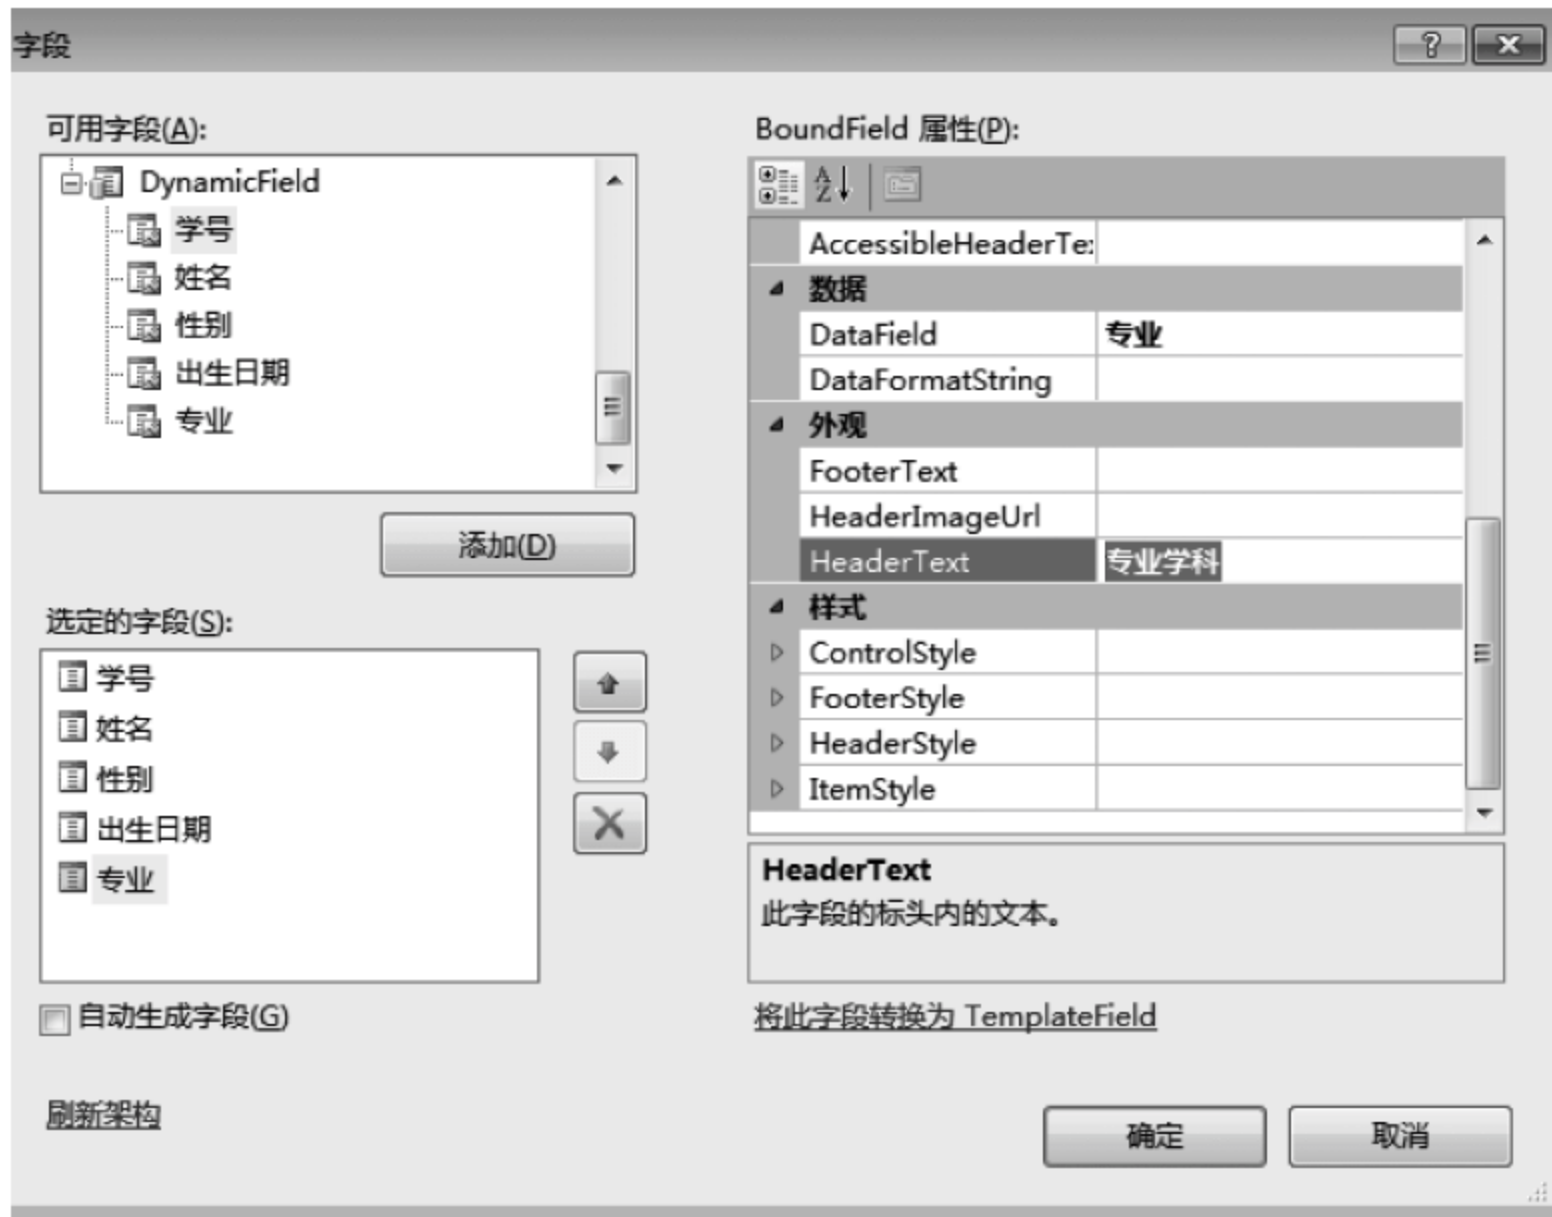 字段
可用字段(A):
DynamicField
学号
姓名
性别
出生日期
专业
添加(D)
选定的字段(S):
学号
姓名
性别
出生日期
专业
自动生成字段(G)
刷新架构
BoundField 属性(P):
AccessibleHeaderTe
数据
DataField 专业
DataFormatString
外观
FooterText
HeaderImageUrl
HeaderText 专业学科
样式
ControlStyle
FooterStyle
HeaderStyle
ItemStyle
HeaderText
此字段的标头内的文本。
将此字段转换为 TemplateField
确定 取消